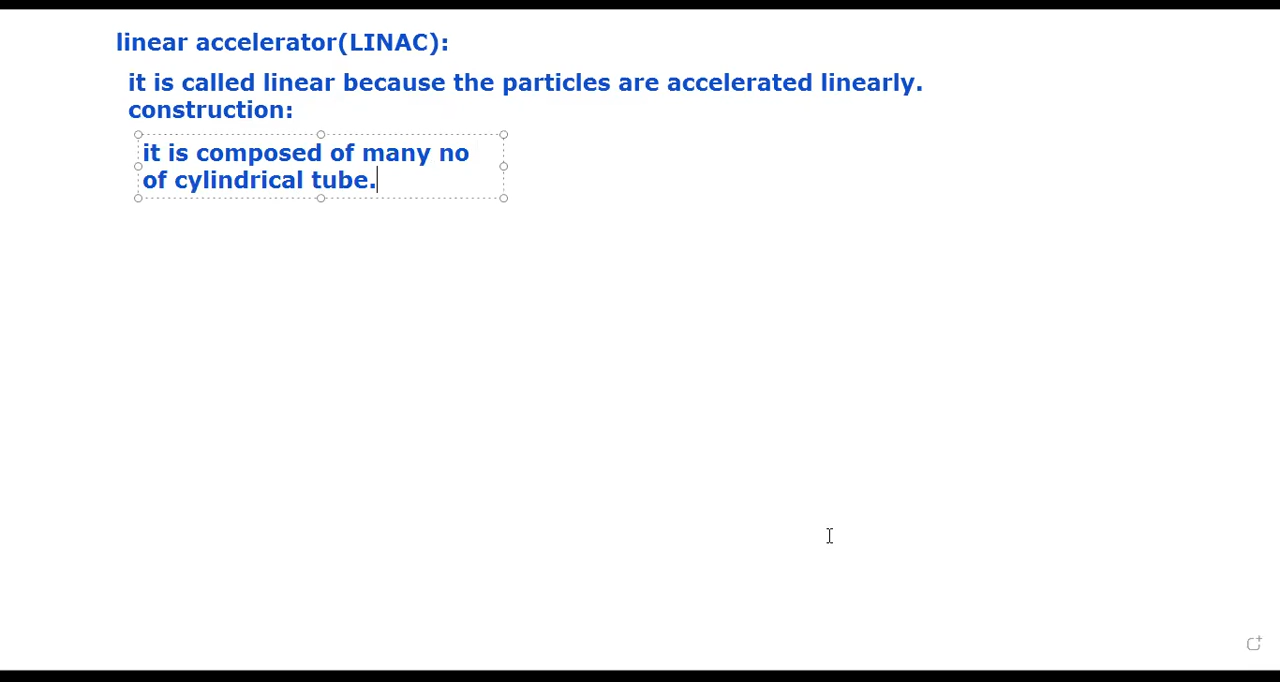 linear accelerator(LINAC):
it is called linear because the particles are accelerated linearly.
construction:
it is composed of many no
of cylindrical tube.